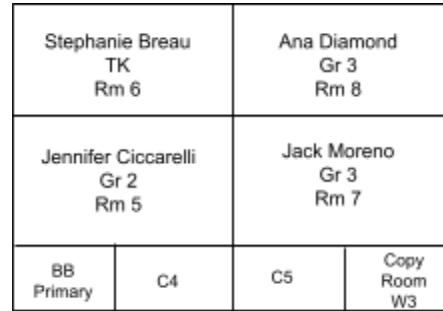 Stephanie Breau
TK
Rm 6
Ana Diamond
Gr 3
Rm 8
Jennifer Ciccarelli
Gr 2
Rm 5
Jack Moreno
Gr 3
Rm 7
BB
Primary
C4
C5
Copy
Room
W3